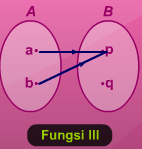 A B
a· ·p
b· ·q
Fungsi III